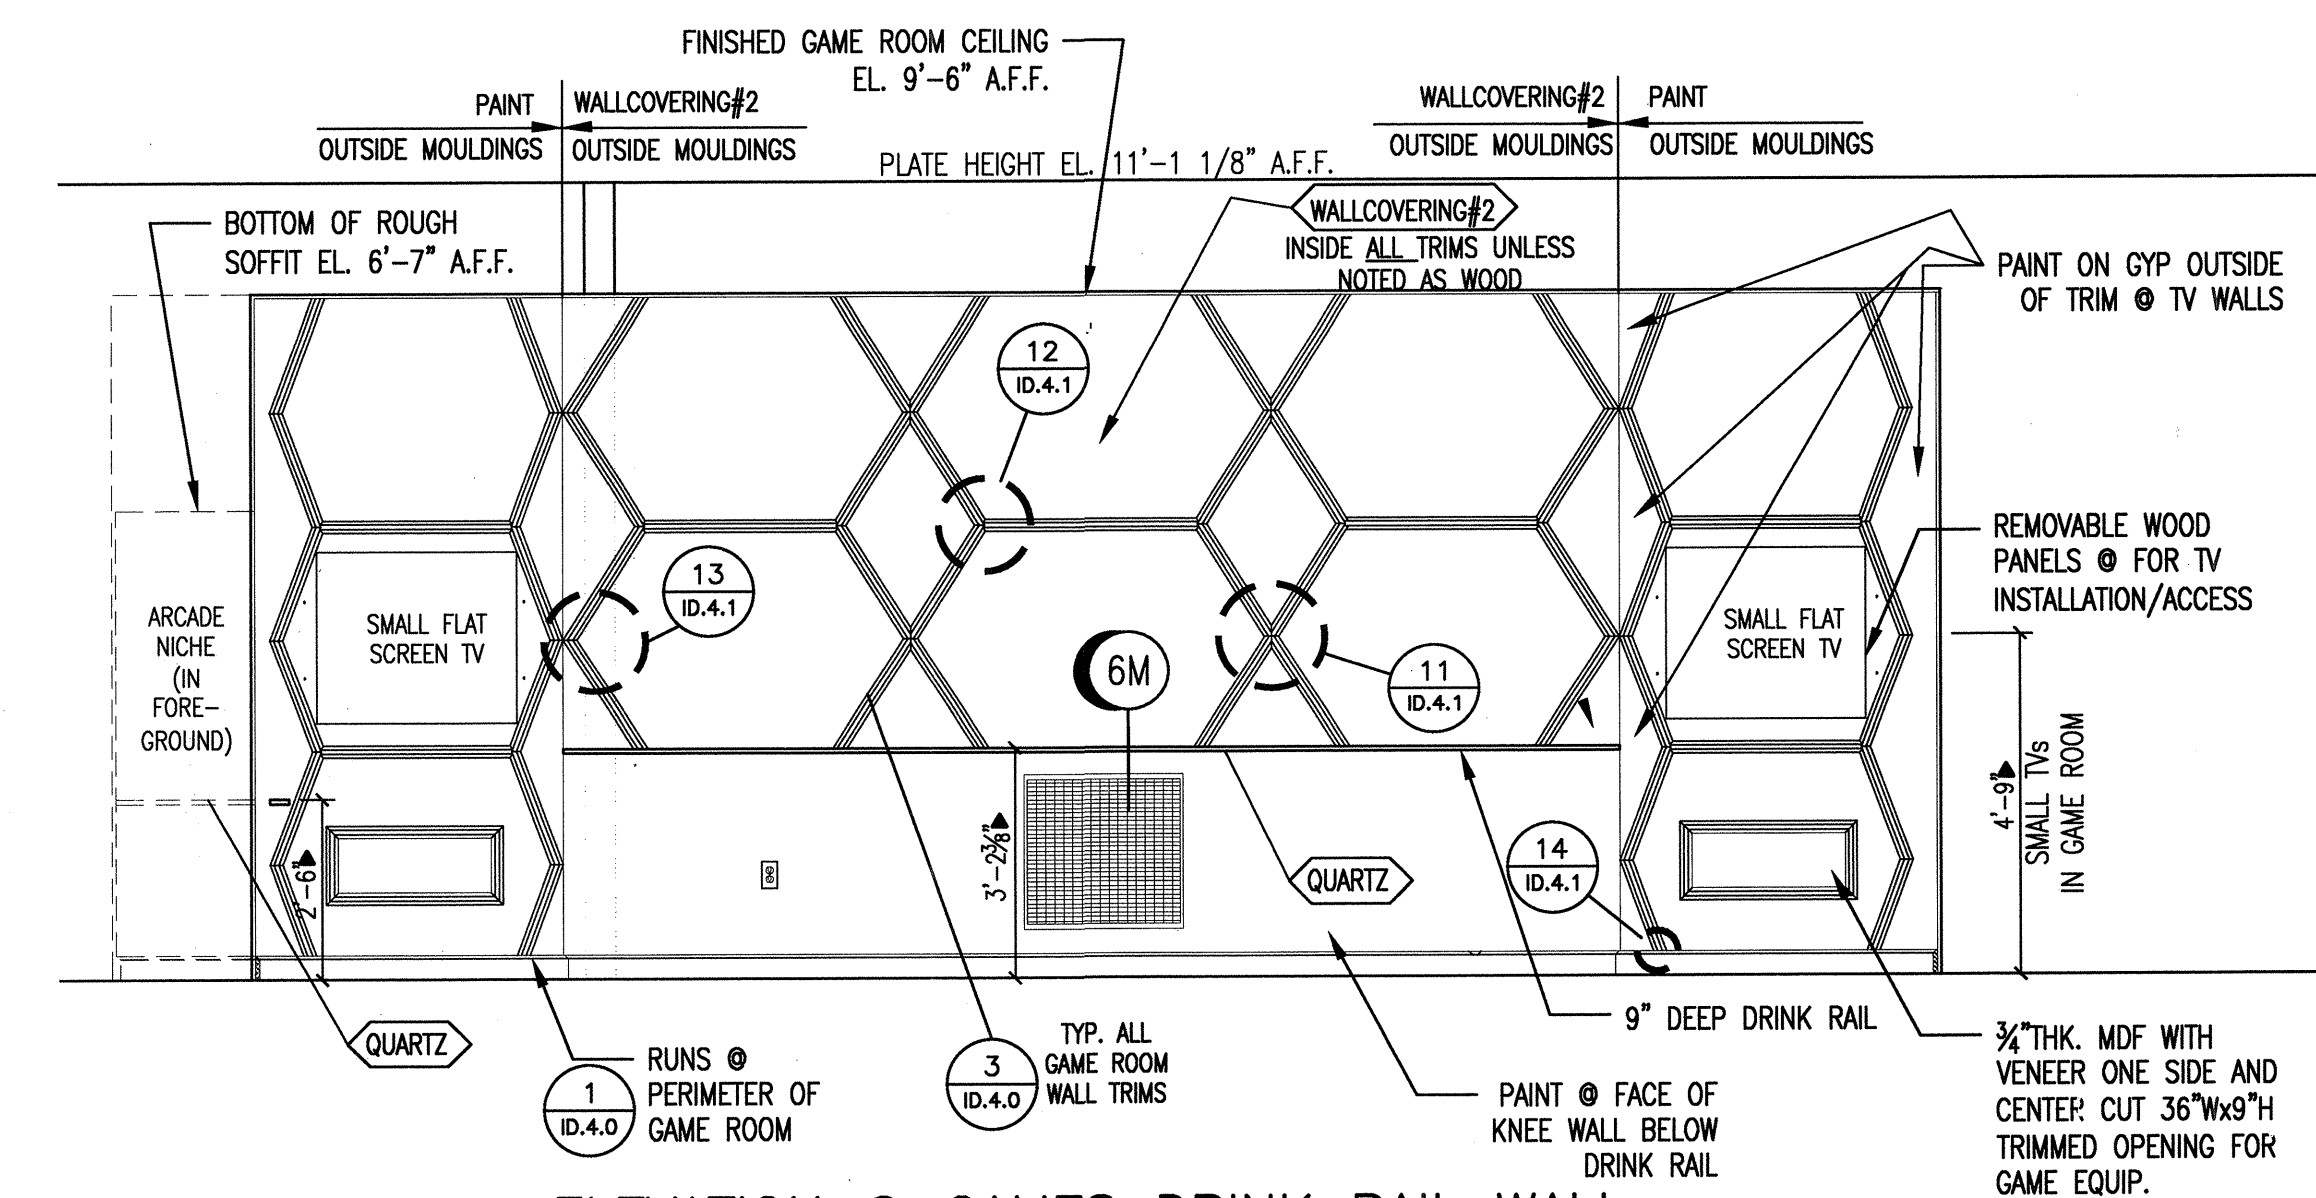 FINISHED GAME ROOM CEILING
EL. 9'-6" A.F.F.
PAINT
WALLCOVERING#2
OUTSIDE MOULDINGS
OUTSIDE MOULDINGS
WALLCOVERING#2
PAINT
OUTSIDE MOULDINGS
OUTSIDE MOULDINGS
PLATE HEIGHT EL. 11'-1 1/8" A.F.F.
BOTTOM OF ROUGH
SOFFIT EL. 6'-7" A.F.F.
WALLCOVERING#2
INSIDE ALL TRIMS UNLESS
NOTED AS WOOD
PAINT ON GYP OUTSIDE
OF TRIM @ TV WALLS
12
ID.4.1
REMOVABLE WOOD
PANELS @ FOR TV
INSTALLATION/ACCESS
13
ID.4.1
ARCADE
NICHE
(IN
FORE-
GROUND)
SMALL FLAT
SCREEN TV
SMALL FLAT
SCREEN TV
6M
11
ID.4.1
4'-9"
SMALL TVs
IN GAME ROOM
2'-6"
3'-2 3/8"
QUARTZ
14
ID.4.1
QUARTZ
RUNS @
PERIMETER OF
GAME ROOM
1
ID.4.0
3
ID.4.0
TYP. ALL
GAME ROOM
WALL TRIMS
9" DEEP DRINK RAIL
PAINT @ FACE OF
KNEE WALL BELOW
DRINK RAIL
3/4"THK. MDF WITH
VENEER ONE SIDE AND
CENTER CUT 36"Wx9"H
TRIMMED OPENING FOR
GAME EQUIP.
ELEVATION @ GAMES DRINK RAIL WALL